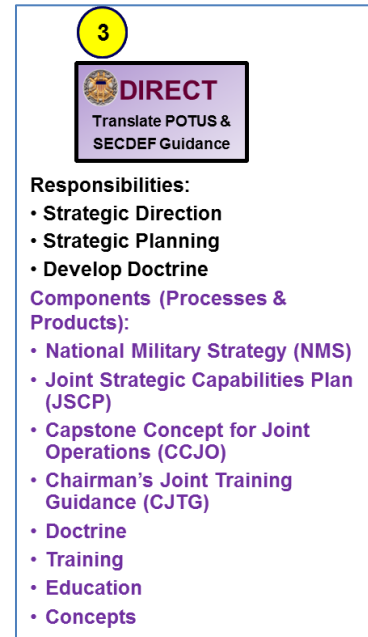 3
DIRECT
Translate POTUS &
SECDEF Guidance
Responsibilities:
• Strategic Direction
• Strategic Planning
• Develop Doctrine
Components (Processes &
Products):
• National Military Strategy (NMS)
• Joint Strategic Capabilities Plan
(JSCP)
• Capstone Concept for Joint
Operations (CCJO)
• Chairman’s Joint Training
Guidance (CJTG)
• Doctrine
• Training
• Education
• Concepts